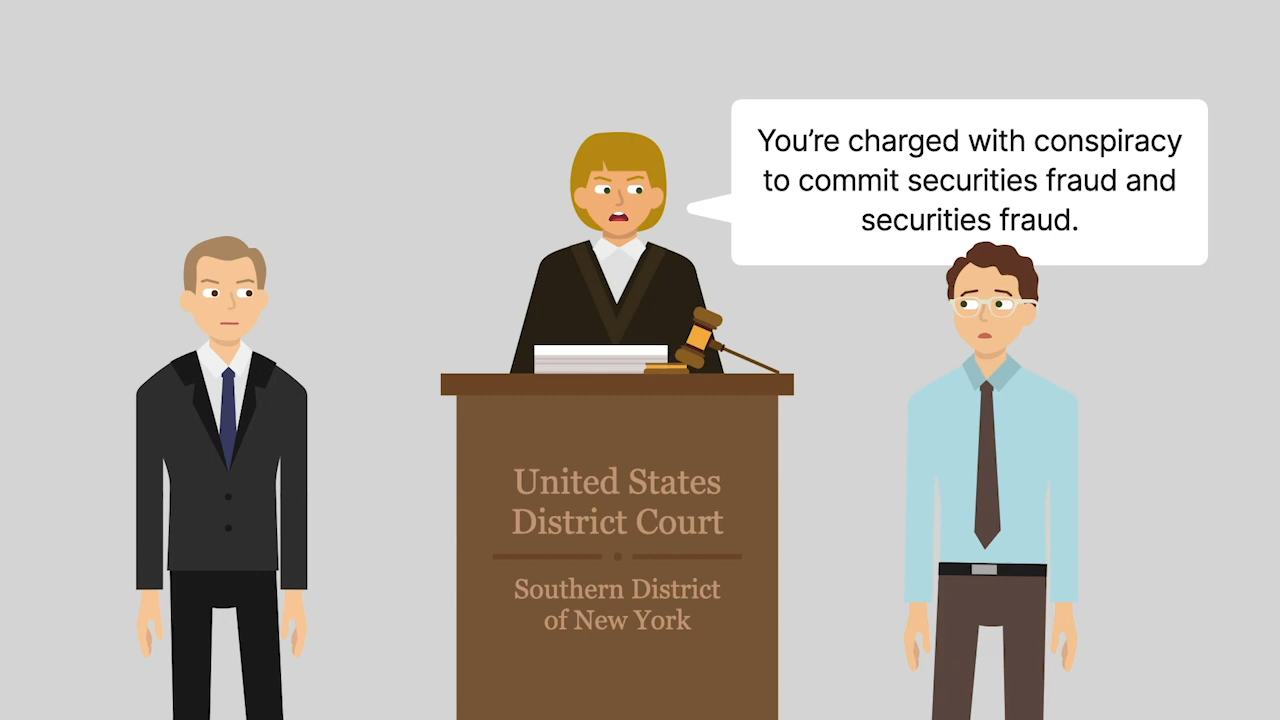 You’re charged with conspiracy
to commit securities fraud and
securities fraud.
United States
District Court
Southern District
of New York